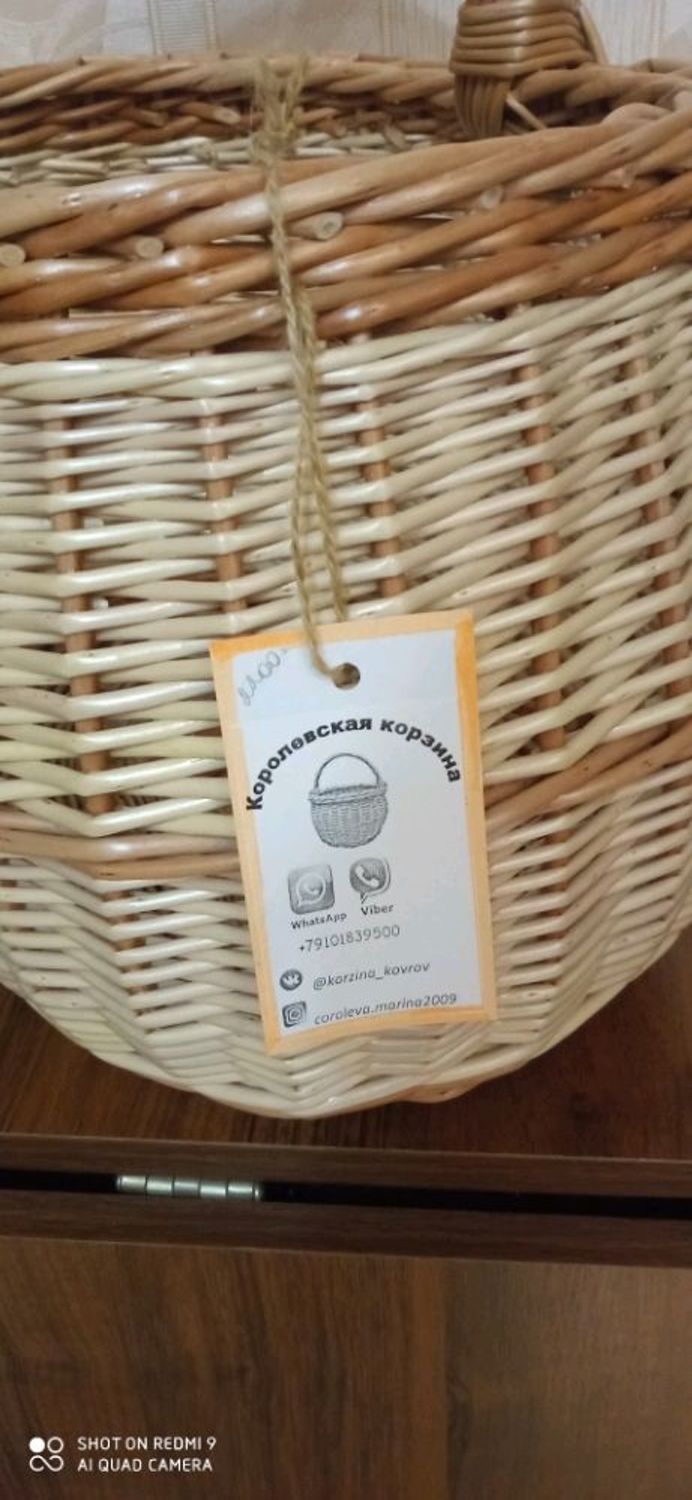 Королевская корзина
WhatsApp Viber
+79101839500
@korzina_kovrov
coroleva.marina2009
SHOT ON REDMI 9
AI QUAD CAMERA